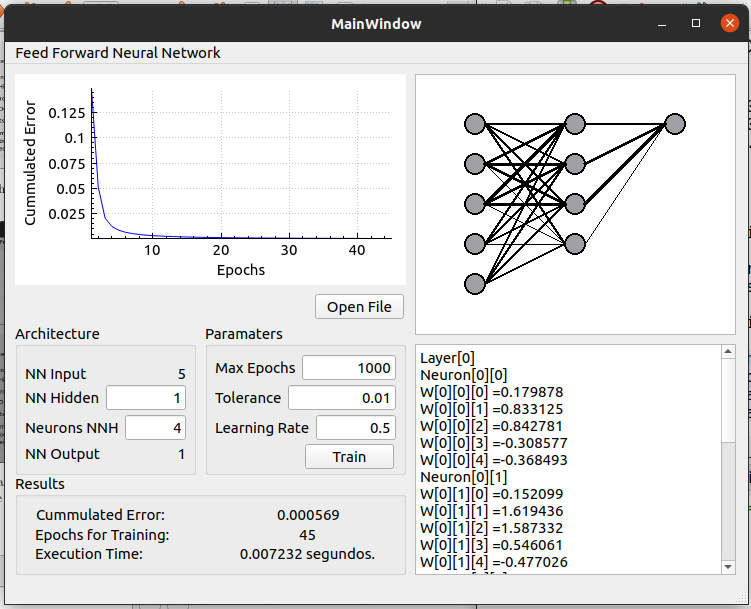 MainWindow
Feed Forward Neural Network
Cummulated Error
0.125
0.1
0.075
0.05
0.025
10 20 30 40
Epochs
Open File
Architecture
NN Input 5
NN Hidden 1
Neurons NNH 4
NN Output 1
Paramaters
Max Epochs 1000
Tolerance 0.01
Learning Rate 0.5
Train
Results
Cummulated Error: 0.000569
Epochs for Training: 45
Execution Time: 0.007232 segundos.
Layer[0]
Neuron[0][0]
W[0][0][0] =0.179878
W[0][0][1] =0.833125
W[0][0][2] =0.842781
W[0][0][3] =-0.308577
W[0][0][4] =-0.368493
Neuron[0][1]
W[0][1][0] =0.152099
W[0][1][1] =1.619436
W[0][1][2] =1.587332
W[0][1][3] =0.546061
W[0][1][4] =-0.477026